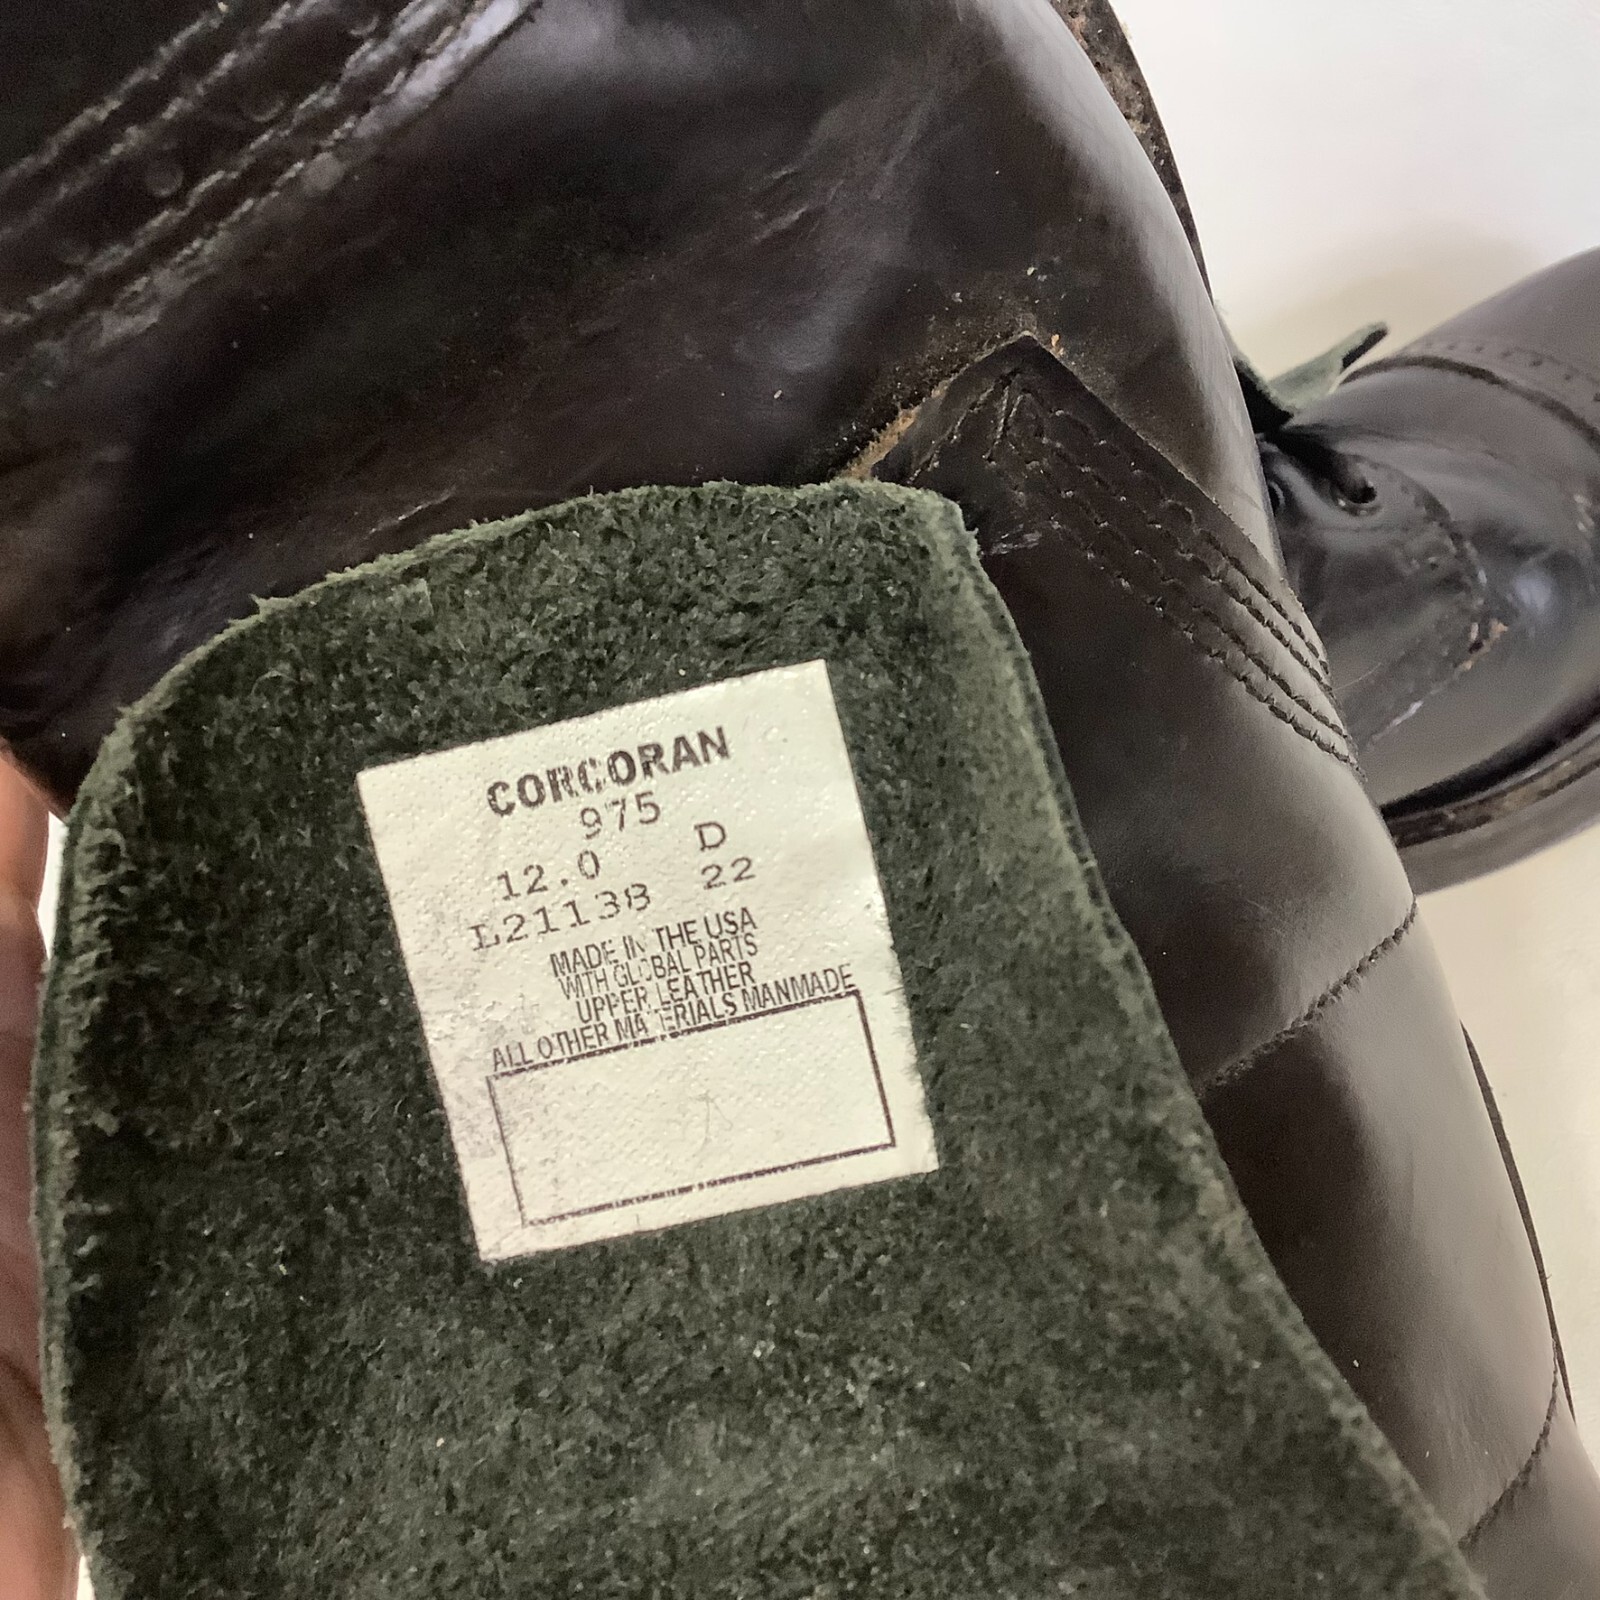 CORCORAN
975
12.0 D
L21138 22
MADE IN THE USA
WITH GLOBAL PARTS
UPPER LEATHER
ALL OTHER MATERIALS MANMADE